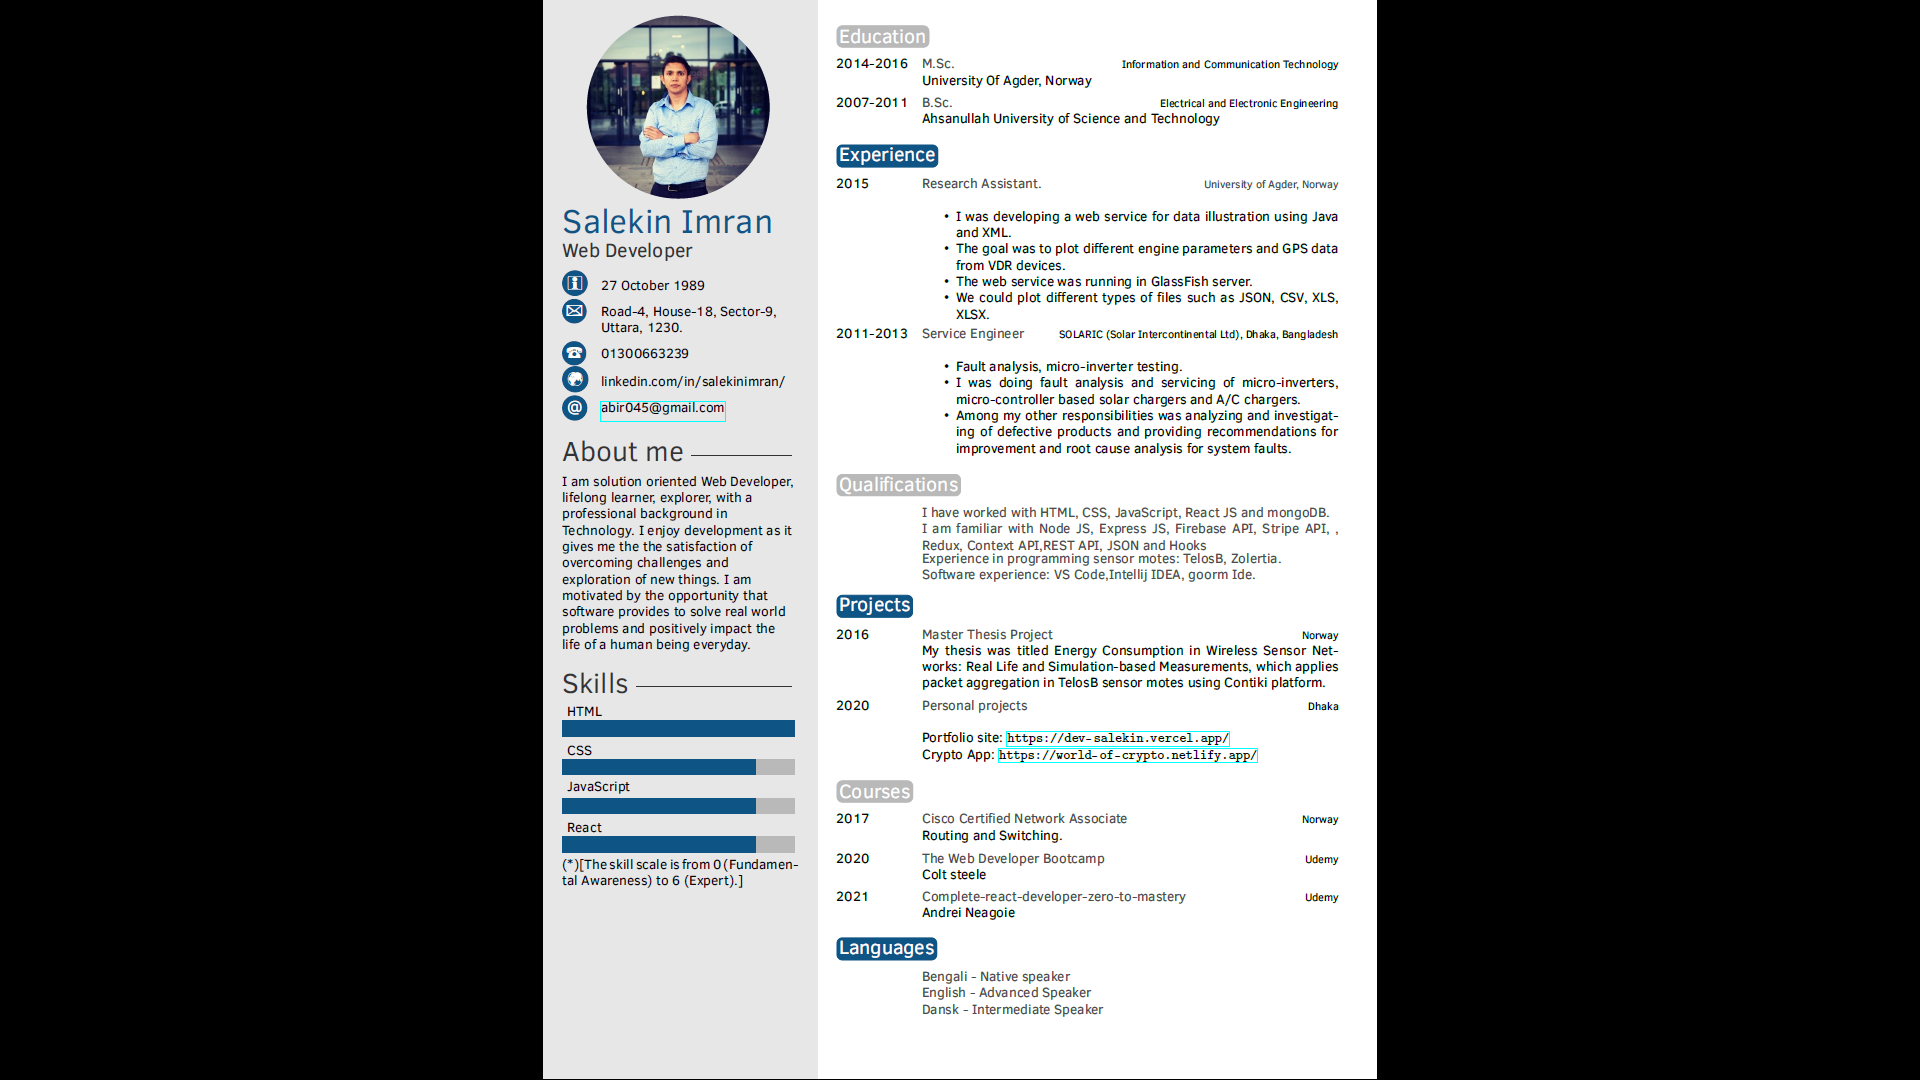 Salekin Imran
Web Developer
27 October 1989
Road-4, House-18, Sector-9,
Uttara, 1230.
01300663239
linkedin.com/in/salekinimran/
@
abir045@gmail.com
About me
I am solution oriented Web Developer,
lifelong learner, explorer, with a
professional background in
Technology. I enjoy development as it
gives me the the satisfaction of
overcoming challenges and
exploration of new things. I am
motivated by the opportunity that
software provides to solve real world
problems and positively impact the
life of a human being everyday.
Skills
HTML
CSS
JavaScript
React
(*)[The skill scale is from 0 (Fundamen-
tal Awareness) to 6 (Expert).]
Education
2014-2016 M.Sc. Information and Communication Technology
University Of Agder, Norway
2007-2011 B.Sc. Electrical and Electronic Engineering
Ahsanullah University of Science and Technology
Experience
2015 Research Assistant. University of Agder, Norway
• I was developing a web service for data illustration using Java
and XML.
• The goal was to plot different engine parameters and GPS data
from VDR devices.
• The web service was running in GlassFish server.
• We could plot different types of files such as JSON, CSV, XLS,
XLSX.
2011-2013 Service Engineer SOLARIC (Solar Intercontinental Ltd), Dhaka, Bangladesh
• Fault analysis, micro-inverter testing.
• I was doing fault analysis and servicing of micro-inverters,
micro-controller based solar chargers and A/C chargers.
• Among my other responsibilities was analyzing and investigat-
ing of defective products and providing recommendations for
improvement and root cause analysis for system faults.
Qualifications
I have worked with HTML, CSS, JavaScript, React JS and mongoDB.
I am familiar with Node JS, Express JS, Firebase API, Stripe API, ,
Redux, Context API,REST API, JSON and Hooks
Experience in programming sensor motes: TelosB, Zolertia.
Software experience: VS Code,Intellij IDEA, goorm Ide.
Projects
2016 Master Thesis Project Norway
My thesis was titled Energy Consumption in Wireless Sensor Net-
works: Real Life and Simulation-based Measurements, which applies
packet aggregation in TelosB sensor motes using Contiki platform.
2020 Personal projects Dhaka
Portfolio site: https://dev-salekin.vercel.app/
Crypto App: https://world-of-crypto.netlify.app/
Courses
2017 Cisco Certified Network Associate Norway
Routing and Switching.
2020 The Web Developer Bootcamp Udemy
Colt steele
2021 Complete-react-developer-zero-to-mastery Udemy
Andrei Neagoie
Languages
Bengali - Native speaker
English - Advanced Speaker
Dansk - Intermediate Speaker